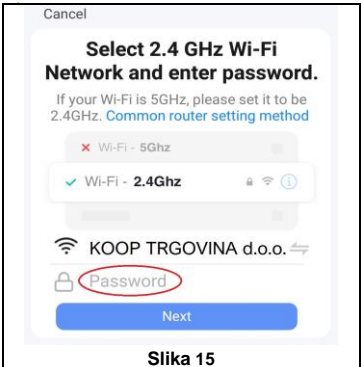 Cancel
Select 2.4 GHz Wi-Fi
Network and enter password.
If your Wi-Fi is 5GHz, please set it to be
2.4GHz. Common router setting method
Wi-Fi - 5Ghz
Wi-Fi - 2.4Ghz
KOOP TRGOVINA d.o.o.
Password
Next
Slika 15